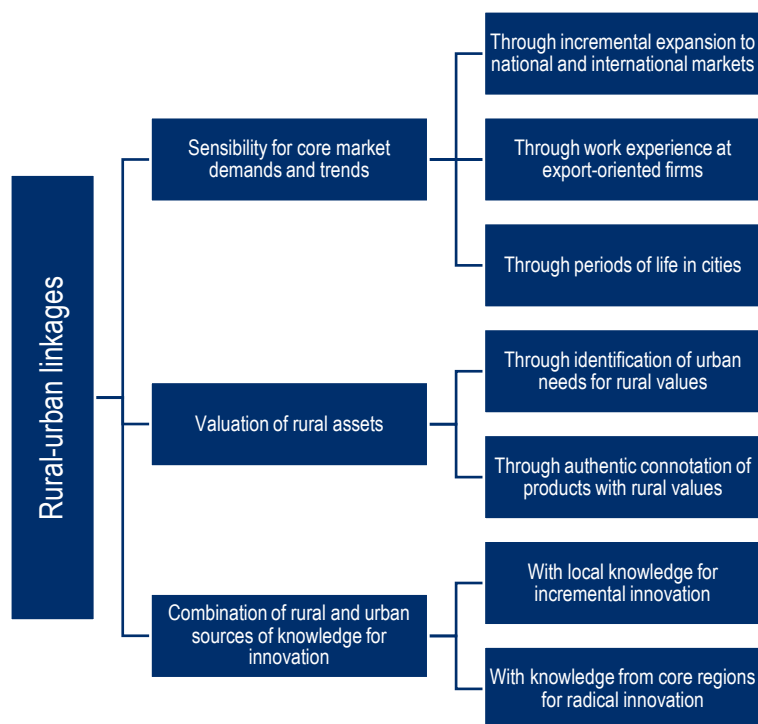 Rural-urban linkages
Sensibility for core market
demands and trends
Through incremental expansion to
national and international markets
Through work experience at
export-oriented firms
Through periods of life in cities
Valuation of rural assets
Through identification of urban
needs for rural values
Through authentic connotation of
products with rural values
Combination of rural and urban
sources of knowledge for
innovation
With local knowledge for
incremental innovation
With knowledge from core regions
for radical innovation